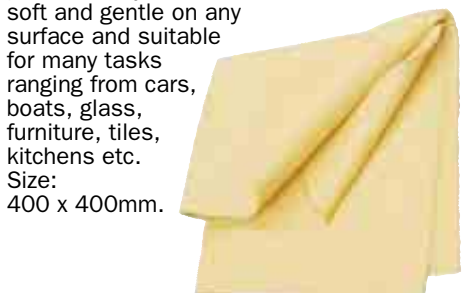 soft and gentle on any
surface and suitable
for many tasks
ranging from cars,
boats, glass,
furniture, tiles,
kitchens etc.
Size:
400 x 400mm.